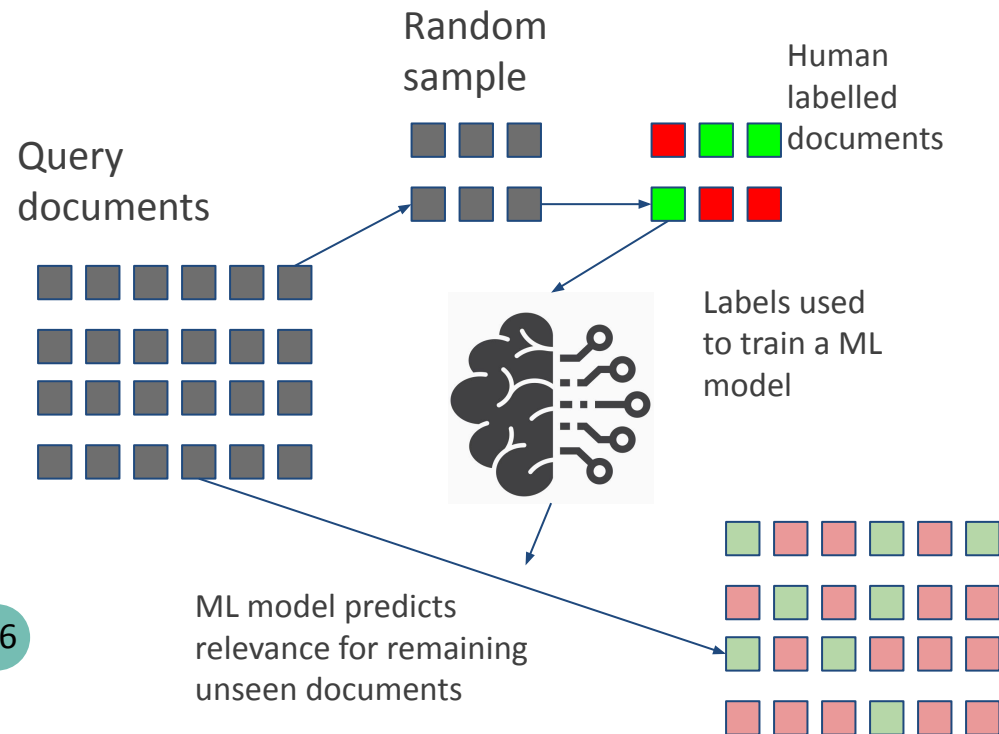 Random
sample
Human
labelled
documents
Query
documents
Labels used
to train a ML
model
ML model predicts
relevance for remaining
unseen documents
6